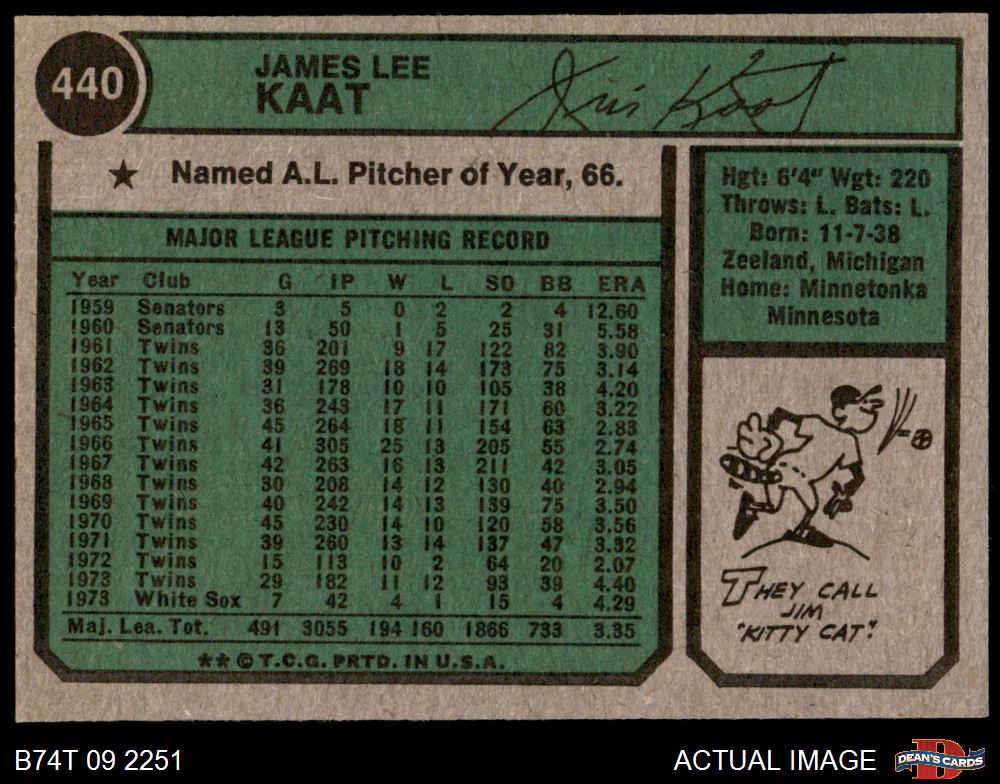 440
JAMES LEE
KAAT
Jim Kaat
★ Named A.L. Pitcher of Year, 66.
MAJOR LEAGUE PITCHING RECORD
Year Club G IP W L SO BB ERA
1959 Senators 3 5 0 2 2 4 12.60
1960 Senators 13 50 1 5 25 31 5.58
1961 Twins 36 201 9 17 122 82 3.90
1962 Twins 39 269 18 14 173 75 3.14
1963 Twins 31 178 10 10 105 38 4.20
1964 Twins 36 243 17 11 171 60 3.22
1965 Twins 45 264 18 11 154 63 2.83
1966 Twins 41 305 25 13 205 55 2.74
1967 Twins 42 263 16 13 211 42 3.05
1968 Twins 30 208 14 12 130 40 2.94
1969 Twins 40 242 14 13 139 75 3.50
1970 Twins 45 230 14 10 120 58 3.56
1971 Twins 39 260 13 14 137 47 3.32
1972 Twins 15 113 10 2 64 20 2.07
1973 Twins 29 182 11 12 93 39 4.40
1973 White Sox 7 42 4 1 15 4 4.29
Maj. Lea. Tot. 491 3055 194 160 1866 733 3.35
** © T.C.G. PRTD. IN U.S.A.
Hgt: 6'4" Wgt: 220
Throws: L. Bats: L.
Born: 11-7-38
Zeeland, Michigan
Home: Minnetonka
Minnesota
THEY CALL
JIM
"KITTY CAT".
B74T 09 2251
ACTUAL IMAGE
DEAN'S CARDS